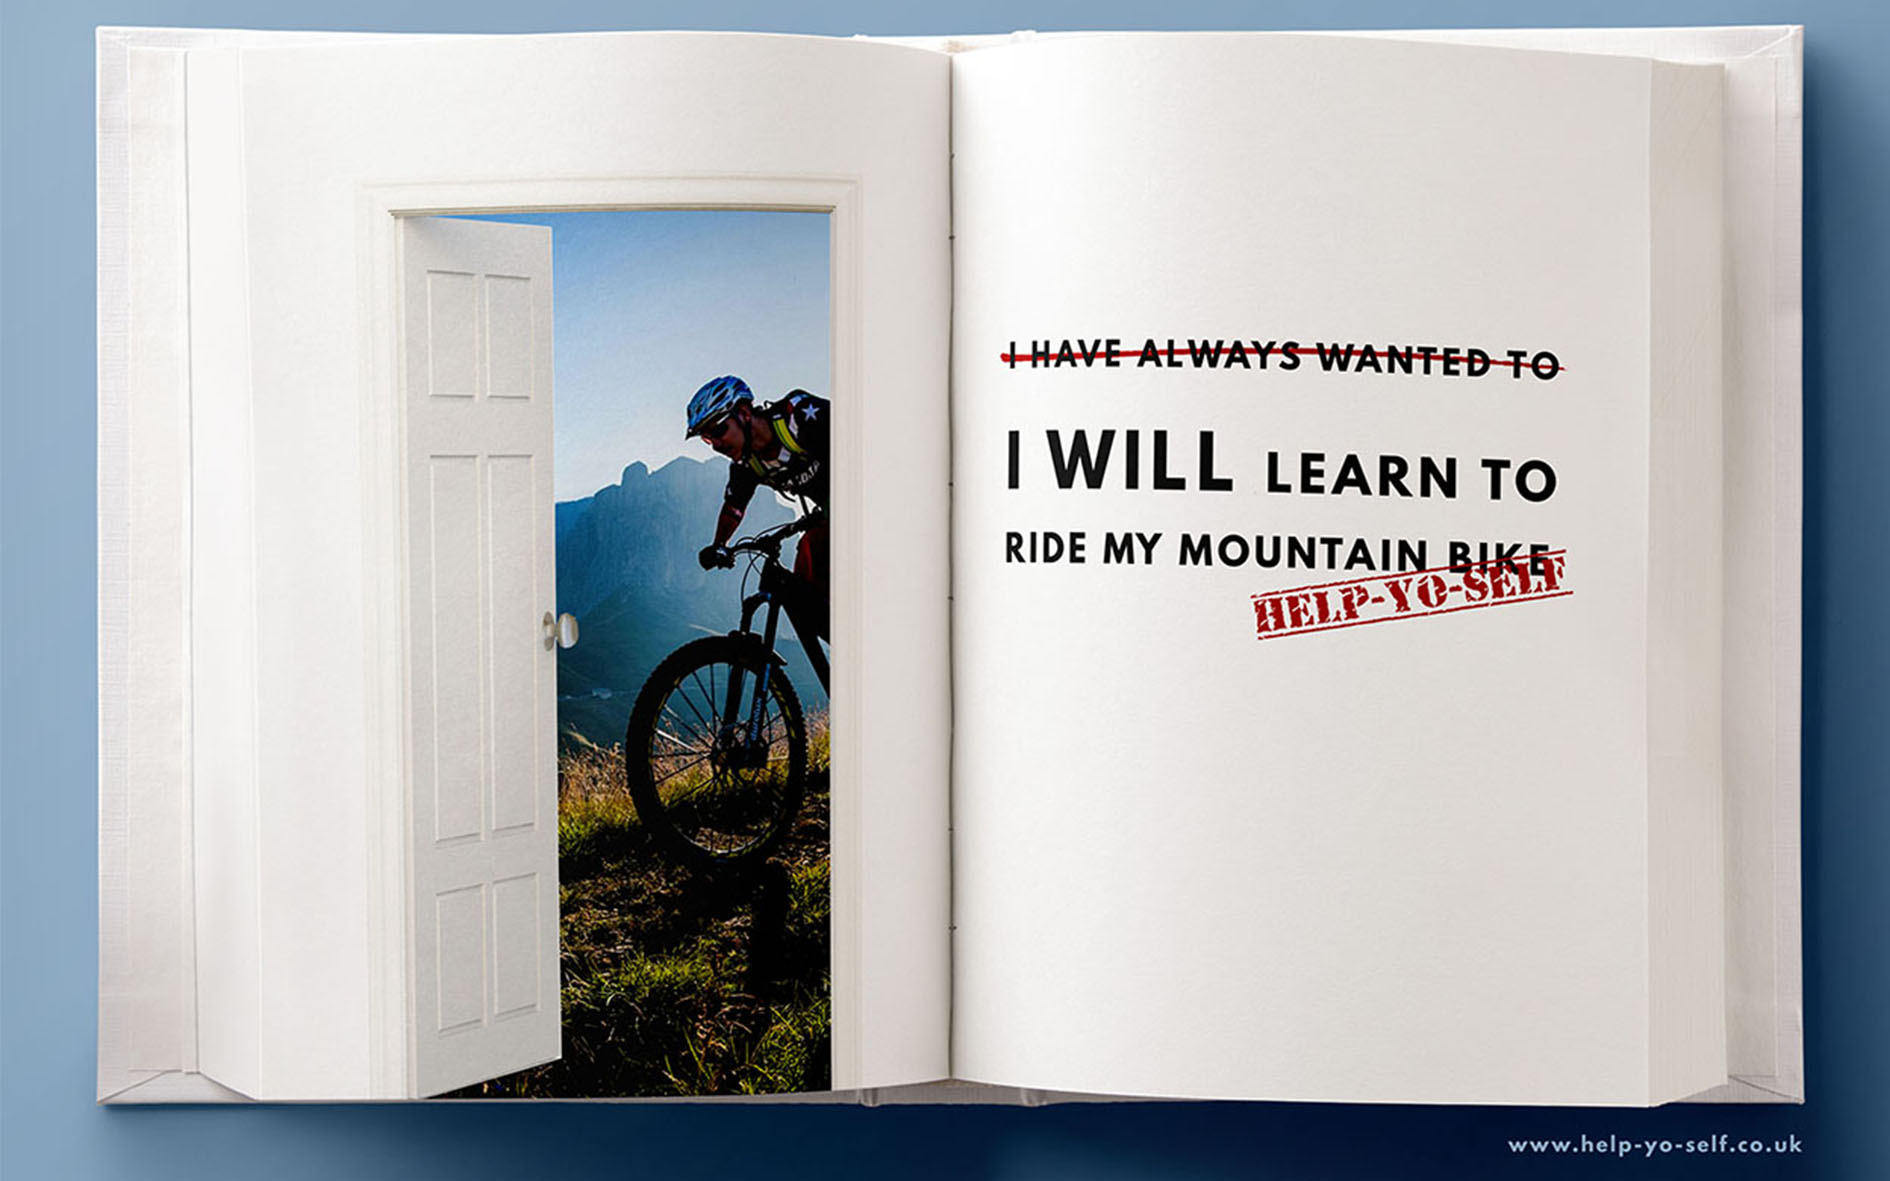 I HAVE ALWAYS WANTED TO
I WILL LEARN TO
RIDE MY MOUNTAIN BIKE
HELP-YO-SELF
www.help-yo-self.co.uk